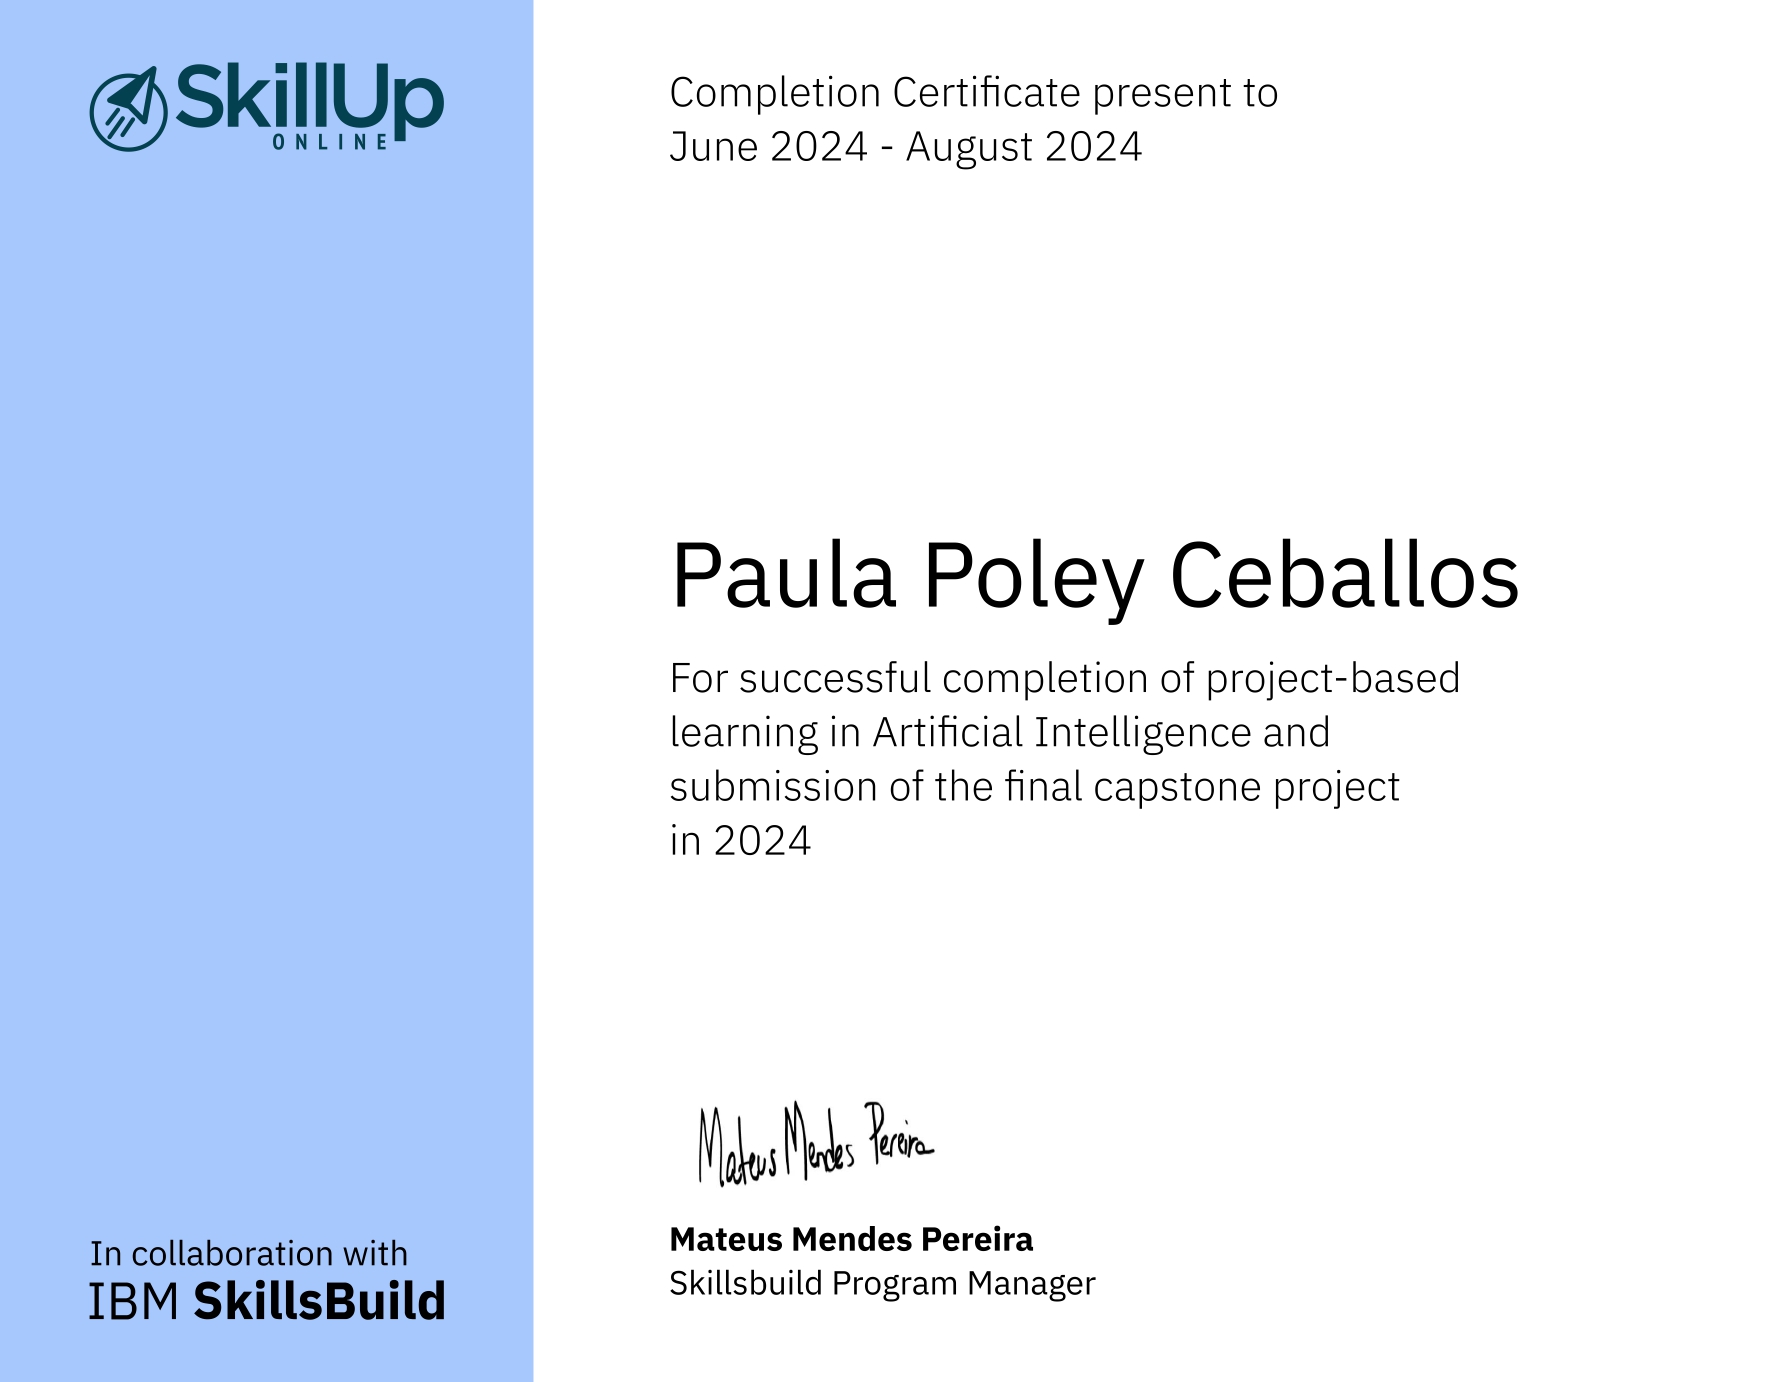 SkillUp
ONLINE
Completion Certificate present to
June 2024 - August 2024
Paula Poley Ceballos
For successful completion of project-based
learning in Artificial Intelligence and
submission of the final capstone project
in 2024
Mateus Mendes Pereira
Mateus Mendes Pereira
Skillsbuild Program Manager
In collaboration with
IBM SkillsBuild